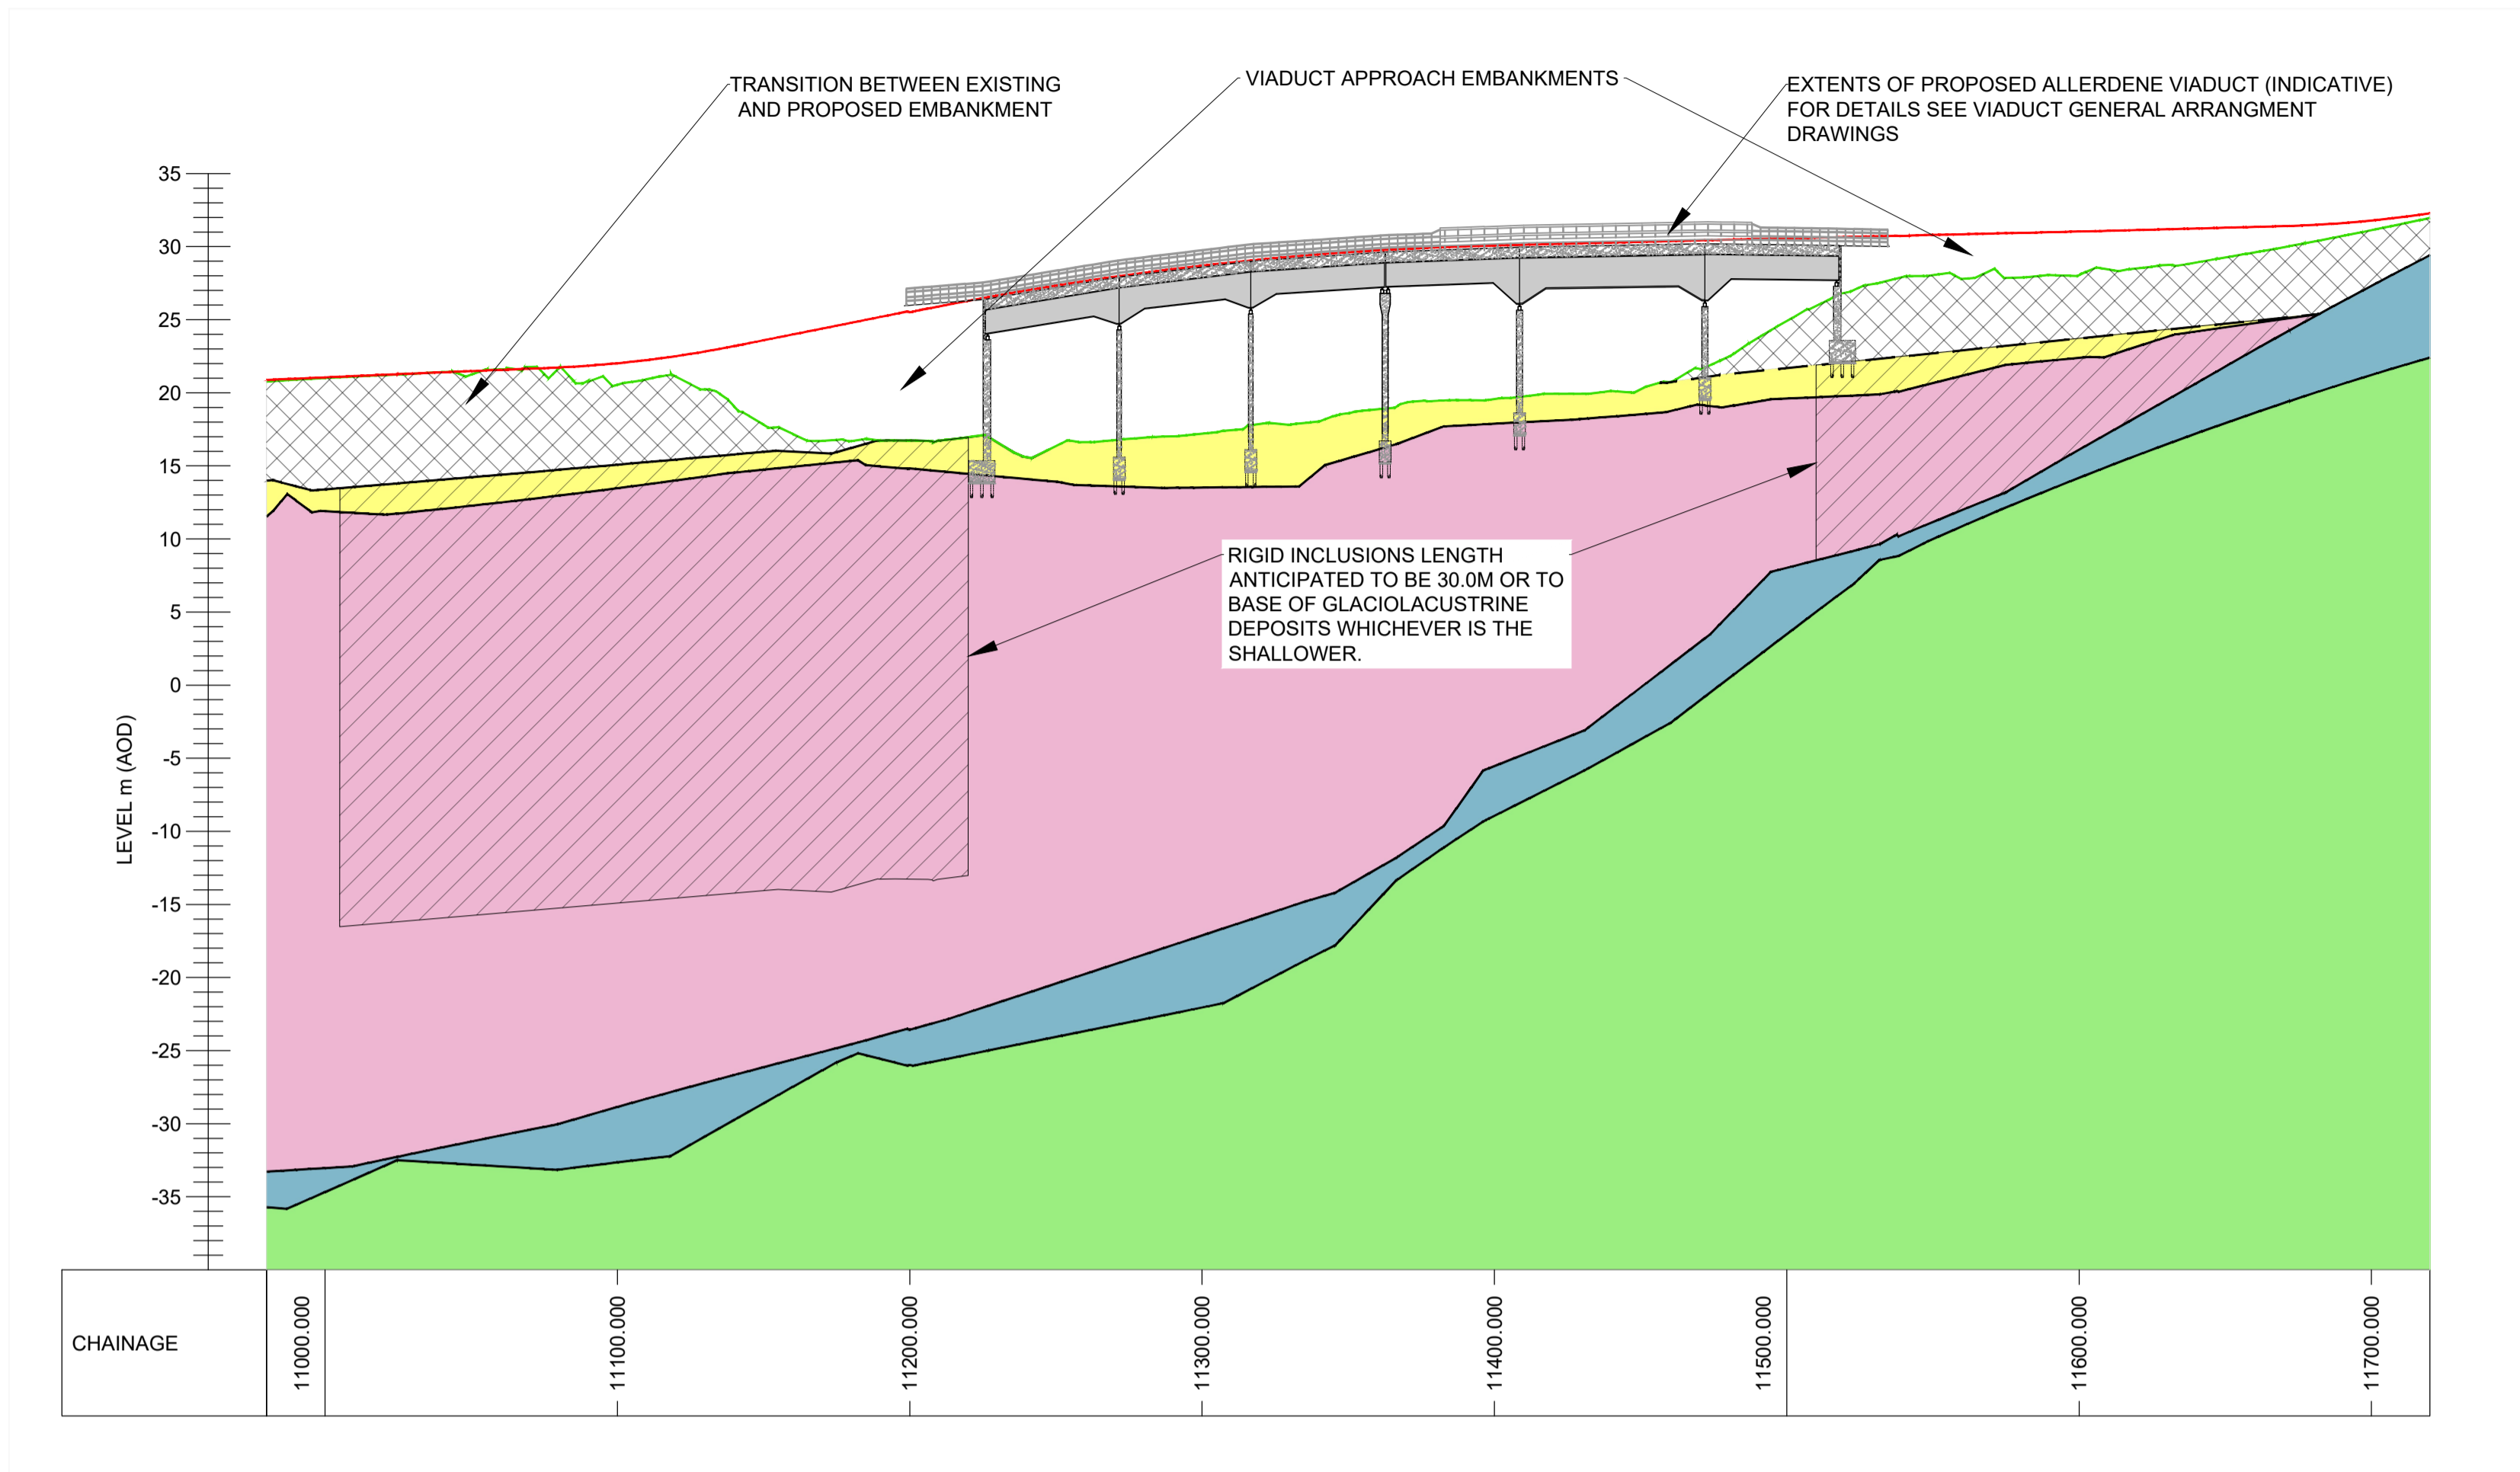 TRANSITION BETWEEN EXISTING
AND PROPOSED EMBANKMENT
VIADUCT APPROACH EMBANKMENTS
EXTENTS OF PROPOSED ALLERDENE VIADUCT (INDICATIVE)
FOR DETAILS SEE VIADUCT GENERAL ARRANGMENT
DRAWINGS
35
30
25
20
15
10
5
0
-5
-10
-15
-20
-25
-30
-35
LEVEL m (AOD)
RIGID INCLUSIONS LENGTH
ANTICIPATED TO BE 30.0M OR TO
BASE OF GLACIOLACUSTRINE
DEPOSITS WHICHEVER IS THE
SHALLOWER.
CHAINAGE
11000.000
11100.000
11200.000
11300.000
11400.000
11500.000
11600.000
11700.000